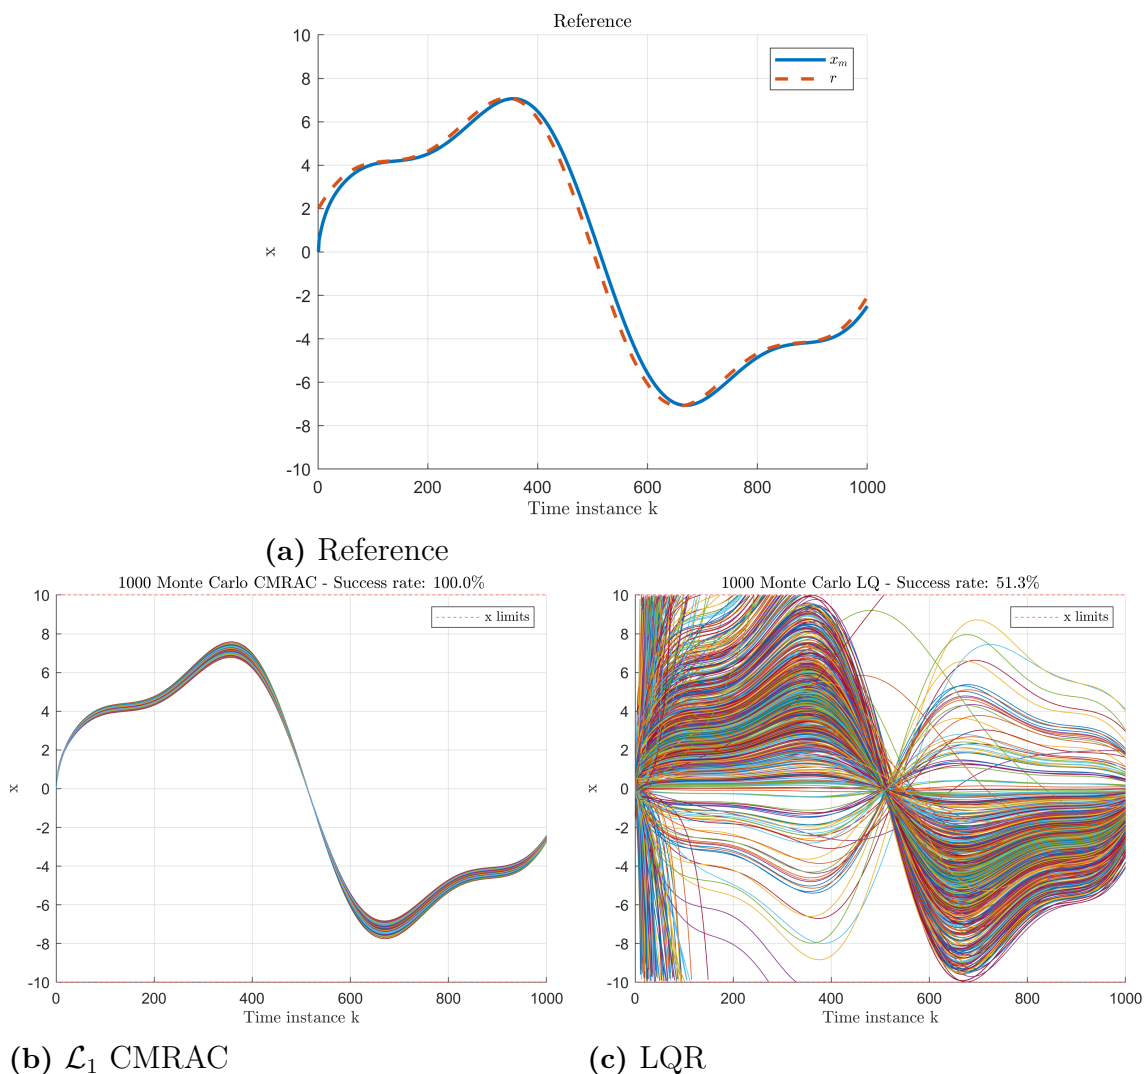 Reference
10
8
6
4
2
0
-2
-4
-6
-8
-10
x
x_m
r
0 200 400 600 800 1000
Time instance k
(a) Reference
1000 Monte Carlo CMRAC - Success rate: 100.0%
10
8
6
4
2
0
-2
-4
-6
-8
-10
x
x limits
0 200 400 600 800 1000
Time instance k
(b) ℒ₁ CMRAC
1000 Monte Carlo LQ - Success rate: 51.3%
10
8
6
4
2
0
-2
-4
-6
-8
-10
x
x limits
0 200 400 600 800 1000
Time instance k
(c) LQR